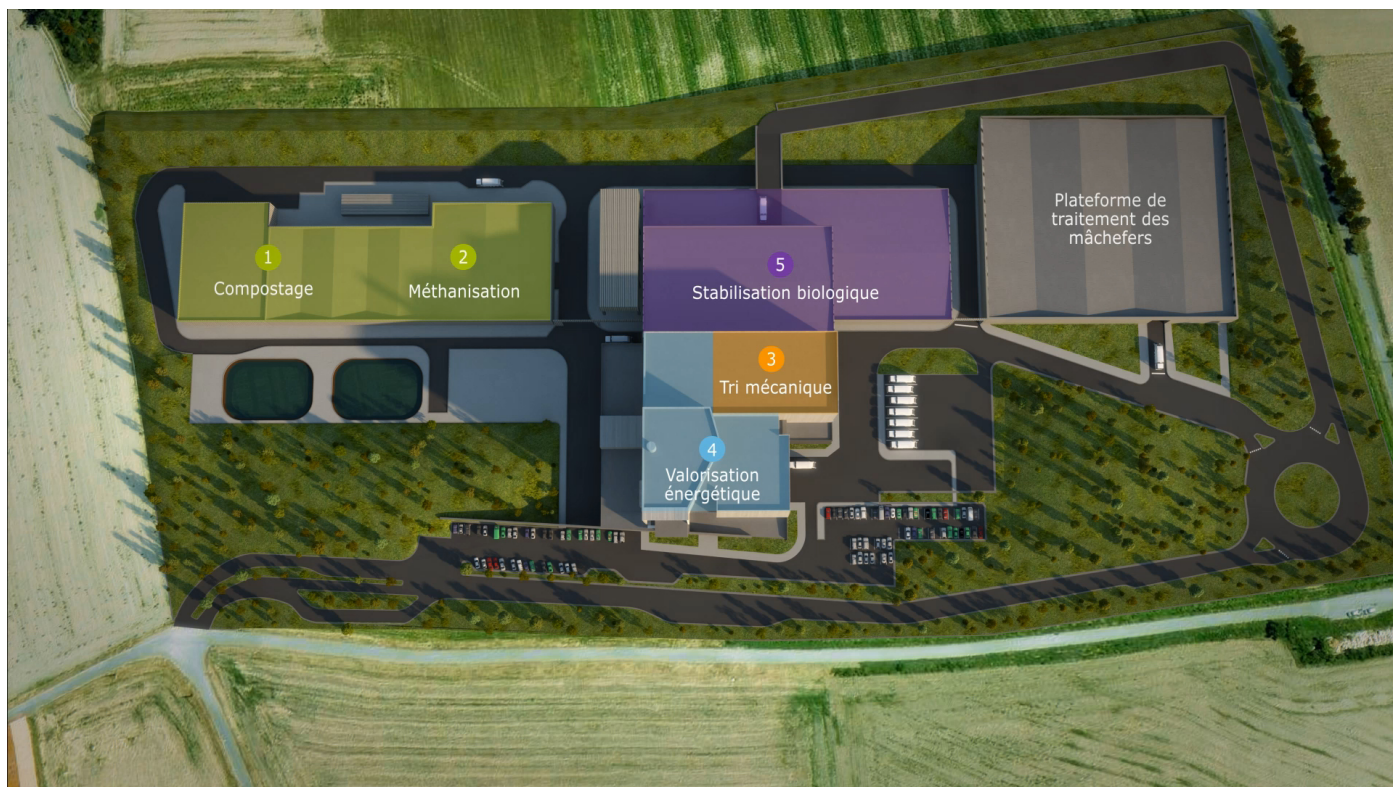 1
Compostage
2
Méthanisation
5
Stabilisation biologique
Plateforme de
traitement des
mâchefers
3
Tri mécanique
4
Valorisation
énergétique